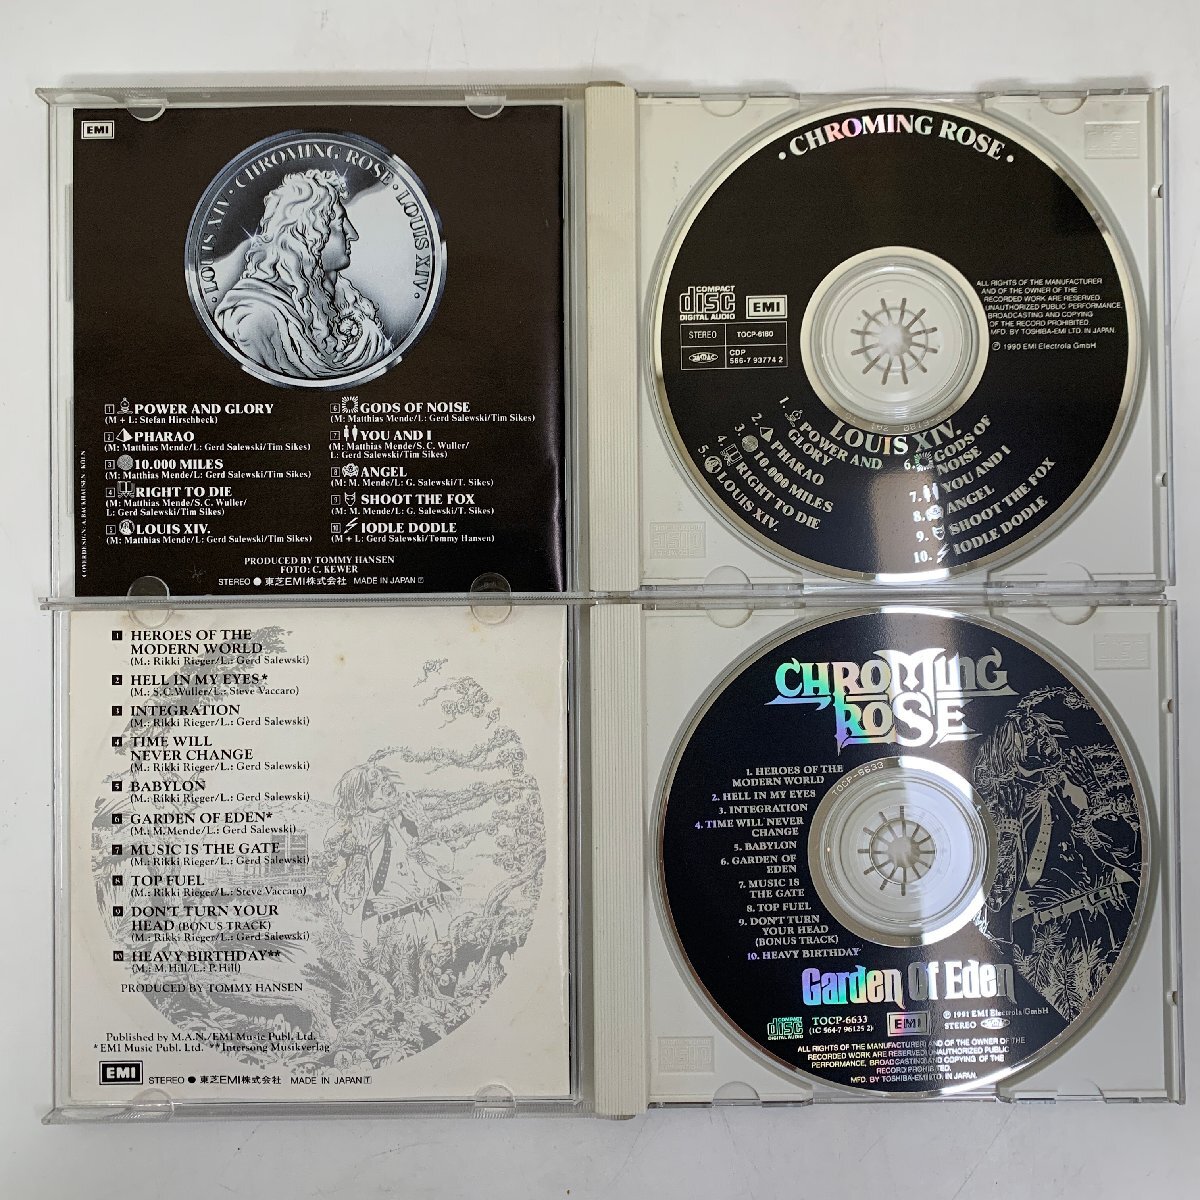 EMI
LOUIS XIV · CHROMING ROSE · LOUIS XIV ·
1 POWER AND GLORY
(M + L: Stefan Hirschbeck)
2 PHARAO
(M: Matthias Mende/L: Gerd Salewski/Tim Sikes)
3 10.000 MILES
(M: Matthias Mende/L: Gerd Salewski/Tim Sikes)
4 RIGHT TO DIE
(M: Matthias Mende/S.C. Wuller/
L: Gerd Salewski/Tim Sikes)
5 LOUIS XIV.
(M: Matthias Mende/L: Gerd Salewski/Tim Sikes)
6 GODS OF NOISE
(M: Matthias Mende/L: Gerd Salewski/Tim Sikes)
7 YOU AND I
(M: Matthias Mende/S.C. Wuller/
L: Gerd Salewski/Tim Sikes)
8 ANGEL
(M: M. Mende/L: G. Salewski/T. Sikes)
9 SHOOT THE FOX
(M: M. Mende/L: G. Salewski/T. Sikes)
10 IODLE DODLE
(M + L: Gerd Salewski/Tommy Hansen)
COVERDESIGN: A. BACKHAUSEN, KÖLN
PRODUCED BY TOMMY HANSEN
FOTO: C. KEWER
STEREO ● 東芝EMI株式会社 MADE IN JAPAN
· CHROMING ROSE ·
COMPACT
disc
DIGITAL AUDIO
EMI
STEREO
TOCP-6180
CDP
566-7 93774 2
ALL RIGHTS OF THE MANUFACTURER
AND OF THE OWNER OF THE
RECORDED WORK ARE RESERVED.
UNAUTHORIZED PUBLIC PERFORMANCE,
BROADCASTING AND COPYING
OF THE RECORD PROHIBITED.
MFD. BY TOSHIBA-EMI LTD. IN JAPAN.
Ⓟ 1990 EMI Electrola GmbH
LOUIS XIV.
1. POWER AND
GLORY
2. PHARAO
3. 10.000 MILES
4. RIGHT TO DIE
5. LOUIS XIV.
6. GODS OF
NOISE
7. YOU AND I
8. ANGEL
9. SHOOT THE FOX
10. IODLE DODLE
1 HEROES OF THE
MODERN WORLD
(M.: Rikki Rieger/L.: Gerd Salewski)
2 HELL IN MY EYES*
(M.: S.C. Wuller/L.: Steve Vaccaro)
3 INTEGRATION
(M.: Rikki Rieger/L.: Gerd Salewski)
4 TIME WILL
NEVER CHANGE
(M.: Rikki Rieger/L.: Gerd Salewski)
5 BABYLON
(M.: Rikki Rieger/L.: Gerd Salewski)
6 GARDEN OF EDEN*
(M.: M. Mende/L.: Gerd Salewski)
7 MUSIC IS THE GATE
(M.: Rikki Rieger/L.: Gerd Salewski)
8 TOP FUEL
(M.: Rikki Rieger/L.: Steve Vaccaro)
9 DON'T TURN YOUR
HEAD (BONUS TRACK)
(M.: Rikki Rieger/L.: Gerd Salewski)
10 HEAVY BIRTHDAY**
(M.: M. Hill/L.: P. Hill)
PRODUCED BY TOMMY HANSEN
Published by M.A.N./EMI Music Publ. Ltd.
*EMI Music Publ. Ltd. **Intersong Musikverlag
EMI STEREO ● 東芝EMI株式会社 MADE IN JAPAN
CHROMING
ROSE
TOCP-6633
1. HEROES OF THE
MODERN WORLD
2. HELL IN MY EYES
3. INTEGRATION
4. TIME WILL NEVER
CHANGE
5. BABYLON
6. GARDEN OF
EDEN
7. MUSIC IS
THE GATE
8. TOP FUEL
9. DON'T TURN
YOUR HEAD
(BONUS TRACK)
10. HEAVY BIRTHDAY
Garden Of Eden
COMPACT
disc
DIGITAL AUDIO
TOCP-6633
(1C 564-7 96125 2)
EMI
Ⓟ 1991 EMI Electrola GmbH
STEREO
ALL RIGHTS OF THE MANUFACTURER AND OF THE OWNER OF THE
RECORDED WORK ARE RESERVED. UNAUTHORIZED PUBLIC
PERFORMANCE, BROADCASTING AND COPYING OF THE
RECORD PROHIBITED.
MFD. BY TOSHIBA-EMI LTD. IN JAPAN.